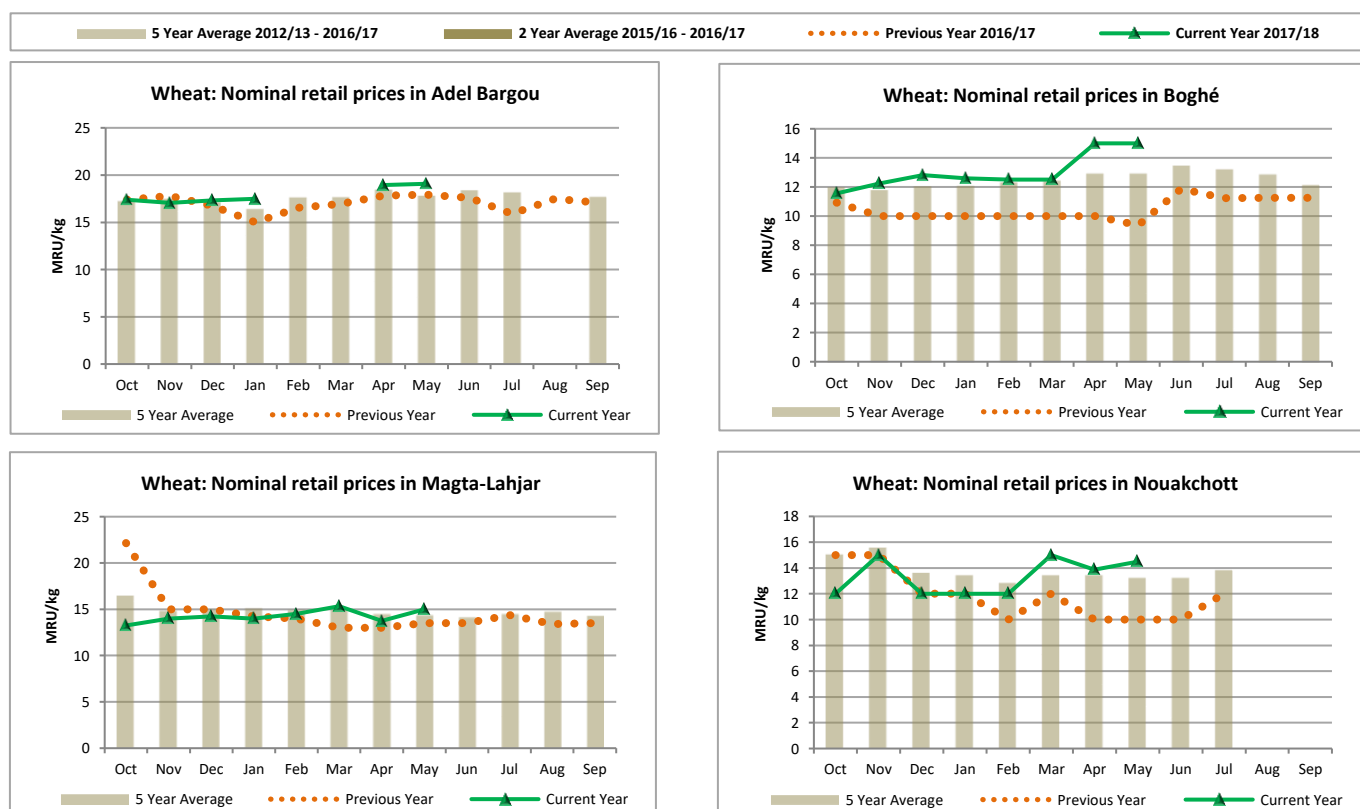 5 Year Average 2012/13 - 2016/17 2 Year Average 2015/16 - 2016/17 Previous Year 2016/17 Current Year 2017/18
Wheat: Nominal retail prices in Adel Bargou
25
20
15
10
5
0
MRU/kg
Oct Nov Dec Jan Feb Mar Apr May Jun Jul Aug Sep
5 Year Average Previous Year Current Year
Wheat: Nominal retail prices in Boghé
16
14
12
10
8
6
4
2
0
MRU/kg
Oct Nov Dec Jan Feb Mar Apr May Jun Jul Aug Sep
5 Year Average Previous Year Current Year
Wheat: Nominal retail prices in Magta-Lahjar
25
20
15
10
5
0
MRU/kg
Oct Nov Dec Jan Feb Mar Apr May Jun Jul Aug Sep
5 Year Average Previous Year Current Year
Wheat: Nominal retail prices in Nouakchott
18
16
14
12
10
8
6
4
2
0
MRU/kg
Oct Nov Dec Jan Feb Mar Apr May Jun Jul Aug Sep
5 Year Average Previous Year Current Year